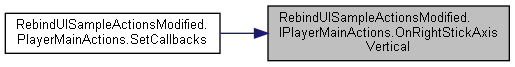 RebindUISampleActionsModified.
PlayerMainActions.SetCallbacks
RebindUISampleActionsModified.
IPlayerMainActions.OnRightStickAxis
Vertical